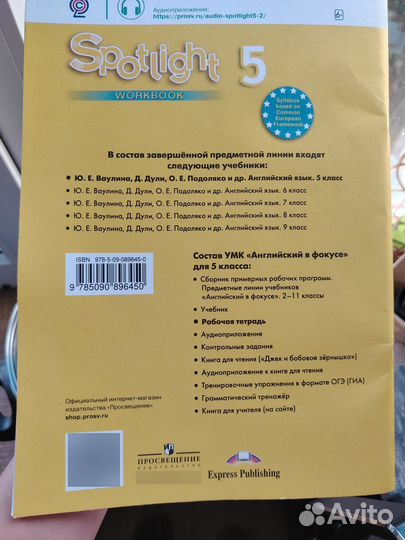 Аудиоприложение:
https://prosv.ru/audio-spotlight5-2/
6+
Spotlight 5
WORKBOOK
Syllabus
based on
Common
European
Framework
В состав завершённой предметной линии входят
следующие учебники:
• Ю. Е. Ваулина, Д. Дули, О. Е. Подоляко и др. Английский язык. 5 класс
• Ю. Е. Ваулина, Д. Дули, О. Е. Подоляко и др. Английский язык. 6 класс
• Ю. Е. Ваулина, Д. Дули, О. Е. Подоляко и др. Английский язык. 7 класс
• Ю. Е. Ваулина, Д. Дули, О. Е. Подоляко и др. Английский язык. 8 класс
• Ю. Е. Ваулина, Д. Дули, О. Е. Подоляко и др. Английский язык. 9 класс
ISBN 978-5-09-089645-0
9 785090 896450
Состав УМК «Английский в фокусе»
для 5 класса:
• Сборник примерных рабочих программ.
Предметные линии учебников
«Английский в фокусе». 2–11 классы
• Учебник
• Рабочая тетрадь
• Аудиоприложение
• Контрольные задания
• Книга для чтения («Джек и бобовое зёрнышко»)
• Аудиоприложение к книге для чтения
• Тренировочные упражнения в формате ОГЭ (ГИА)
• Грамматический тренажёр
• Книга для учителя (на сайте)
Официальный интернет-магазин
издательства «Просвещение»
shop.prosv.ru
ПРОСВЕЩЕНИЕ
ИЗДАТЕЛЬСТВО
Express Publishing
Avito